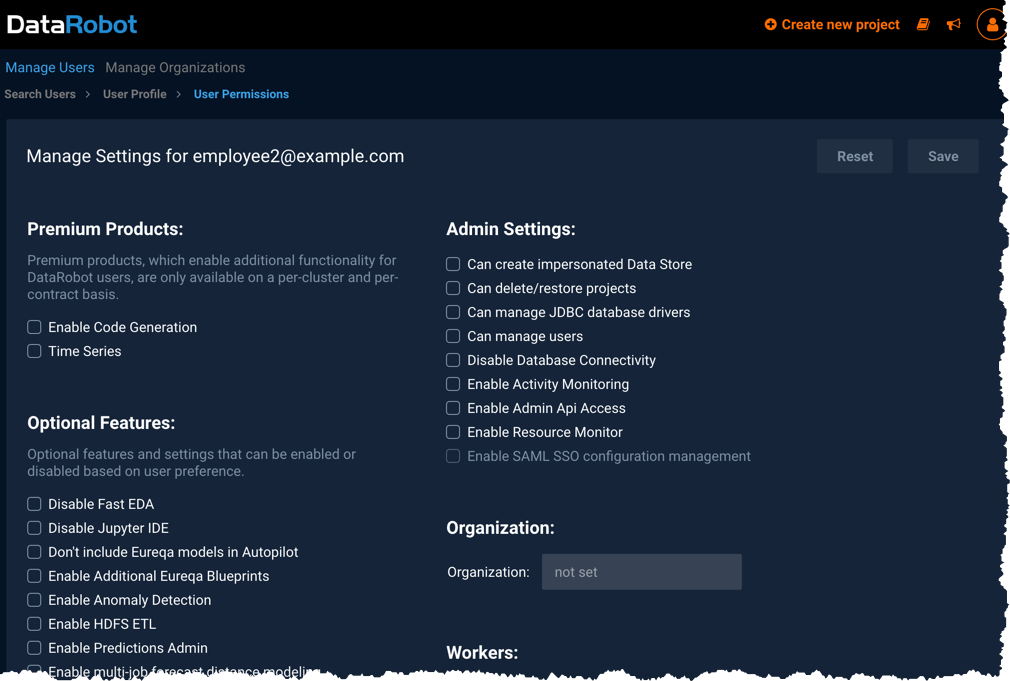 DataRobot
Create new project
Manage Users Manage Organizations
Search Users > User Profile > User Permissions
Manage Settings for employee2@example.com
Reset Save
Premium Products:
Premium products, which enable additional functionality for
DataRobot users, are only available on a per-cluster and per-
contract basis.
Enable Code Generation
Time Series
Optional Features:
Optional features and settings that can be enabled or
disabled based on user preference.
Disable Fast EDA
Disable Jupyter IDE
Don't include Eureqa models in Autopilot
Enable Additional Eureqa Blueprints
Enable Anomaly Detection
Enable HDFS ETL
Enable Predictions Admin
Enable multi-job forecast distance modeling
Admin Settings:
Can create impersonated Data Store
Can delete/restore projects
Can manage JDBC database drivers
Can manage users
Disable Database Connectivity
Enable Activity Monitoring
Enable Admin Api Access
Enable Resource Monitor
Enable SAML SSO configuration management
Organization:
Organization: not set
Workers: